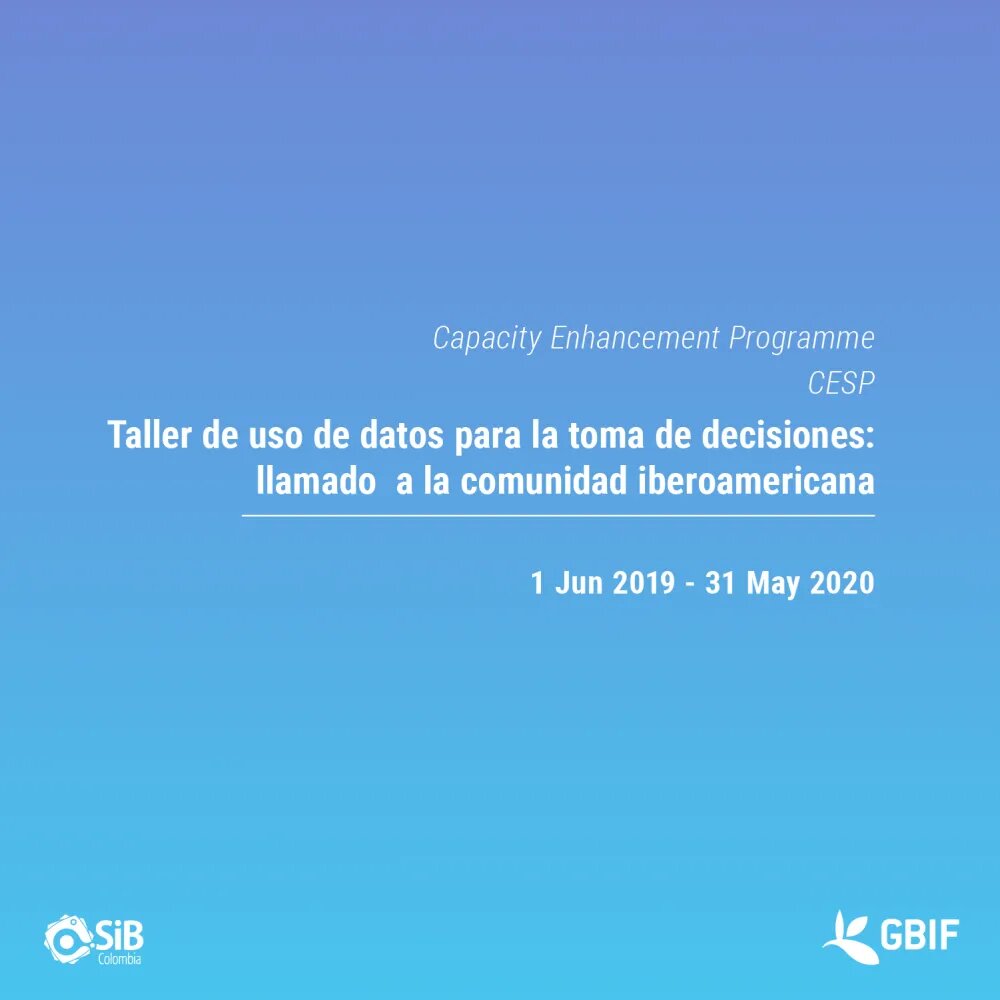 Capacity Enhancement Programme
CESP
Taller de uso de datos para la toma de decisiones:
llamado  a la comunidad iberoamericana
1 Jun 2019 - 31 May 2020
SiB
Colombia
GBIF